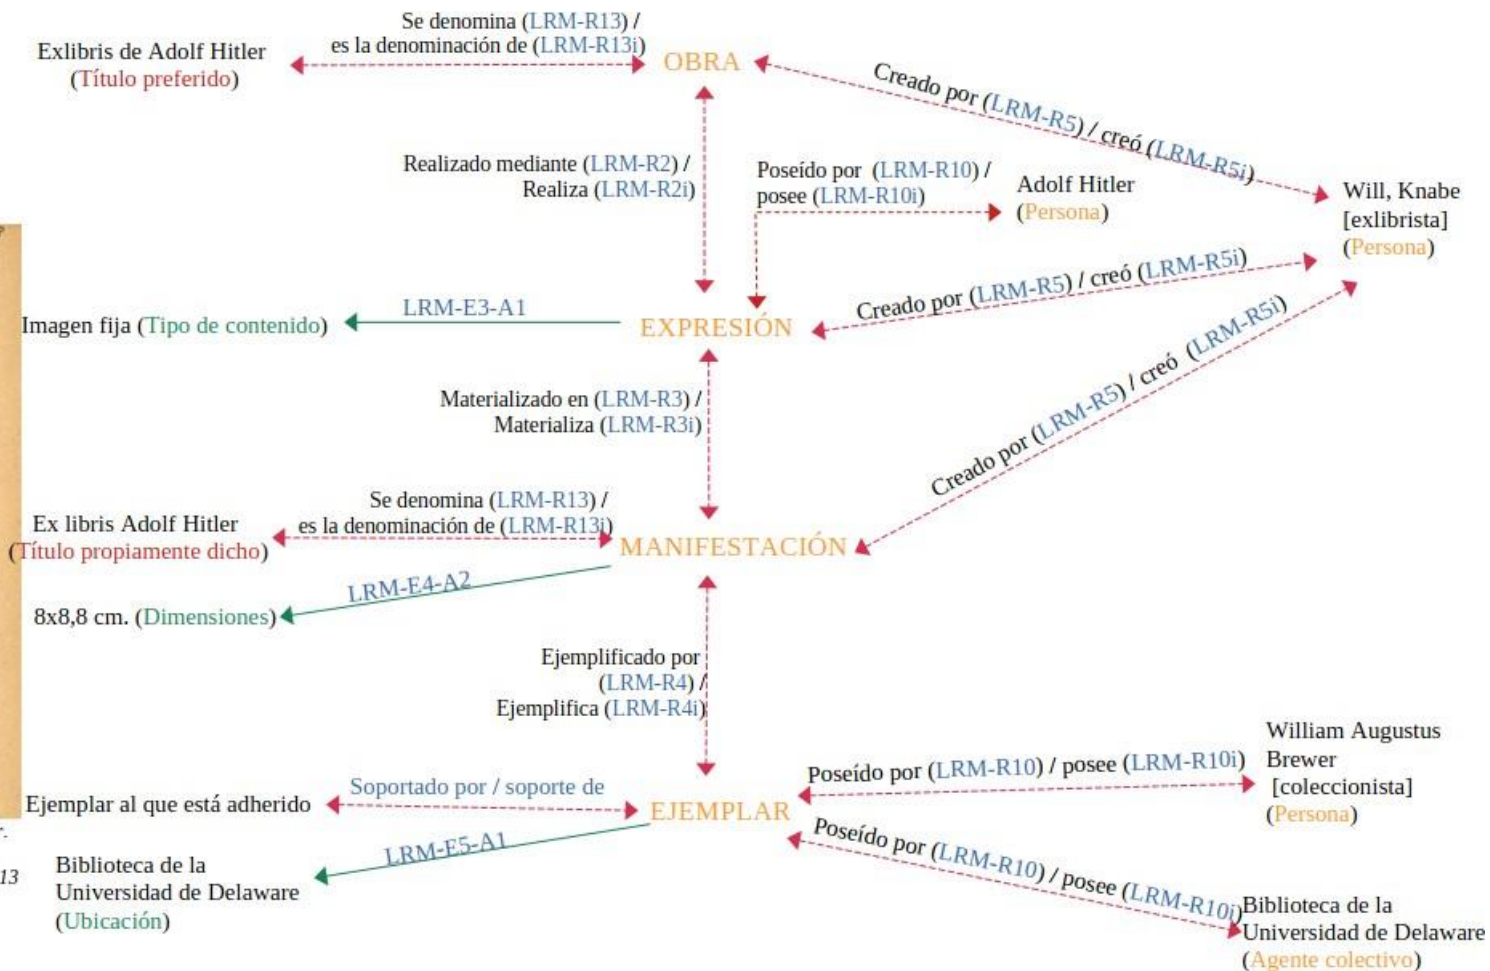 Se denomina (LRM-R13) /
es la denominación de (LRM-R13i)
Exlibris de Adolf Hitler
(Título preferido)
OBRA
Creado por (LRM-R5) / creó (LRM-R5i)
Realizado mediante (LRM-R2) /
Realiza (LRM-R2i)
Poseído por (LRM-R10) /
posee (LRM-R10i)
Adolf Hitler
(Persona)
Will, Knabe
[exlibrista]
(Persona)
Creado por (LRM-R5) / creó (LRM-R5i)
LRM-E3-A1
Imagen fija (Tipo de contenido)
EXPRESIÓN
Creado por (LRM-R5) / creó (LRM-R5i)
Materializado en (LRM-R3) /
Materializa (LRM-R3i)
Se denomina (LRM-R13) /
es la denominación de (LRM-R13i)
Ex libris Adolf Hitler
(Título propiamente dicho)
MANIFESTACIÓN
LRM-E4-A2
8x8,8 cm. (Dimensiones)
Ejemplificado por
(LRM-R4) /
Ejemplifica (LRM-R4i)
William Augustus
Brewer
[coleccionista]
(Persona)
Poseído por (LRM-R10) / posee (LRM-R10i)
Soportado por / soporte de
Ejemplar al que está adherido
EJEMPLAR
Poseído por (LRM-R10) / posee (LRM-R10i)
LRM-E5-A1
r.
13
Biblioteca de la
Universidad de Delaware
(Ubicación)
Biblioteca de la
Universidad de Delaware
(Agente colectivo)